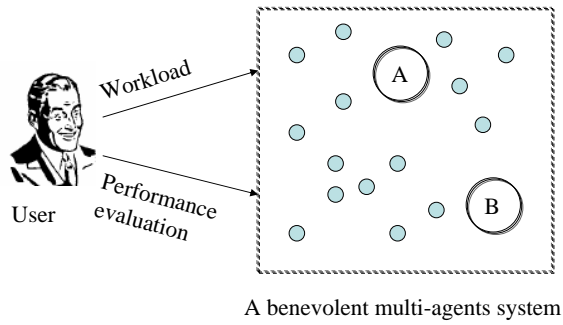 Workload
A
Performance
evaluation
User
B
A benevolent multi-agents system